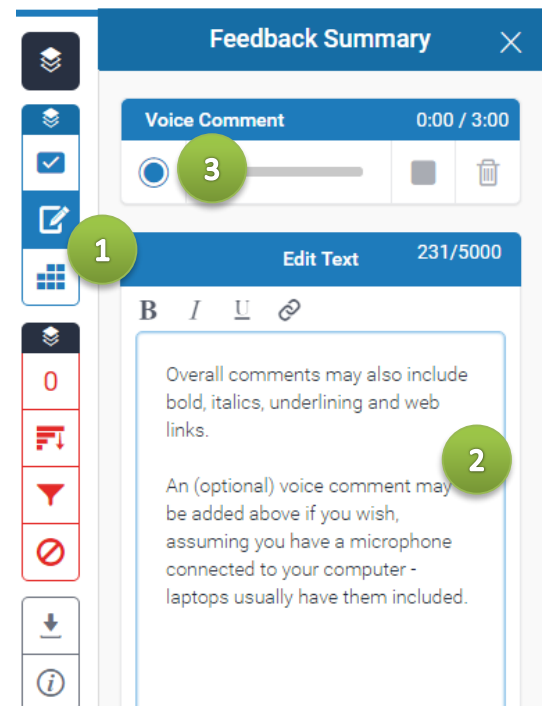 Feedback Summary
Voice Comment 0:00 / 3:00
3
1
Edit Text 231/5000
B I U
0
Overall comments may also include
bold, italics, underlining and web
links.
2
An (optional) voice comment may
be added above if you wish,
assuming you have a microphone
connected to your computer -
laptops usually have them included.
i